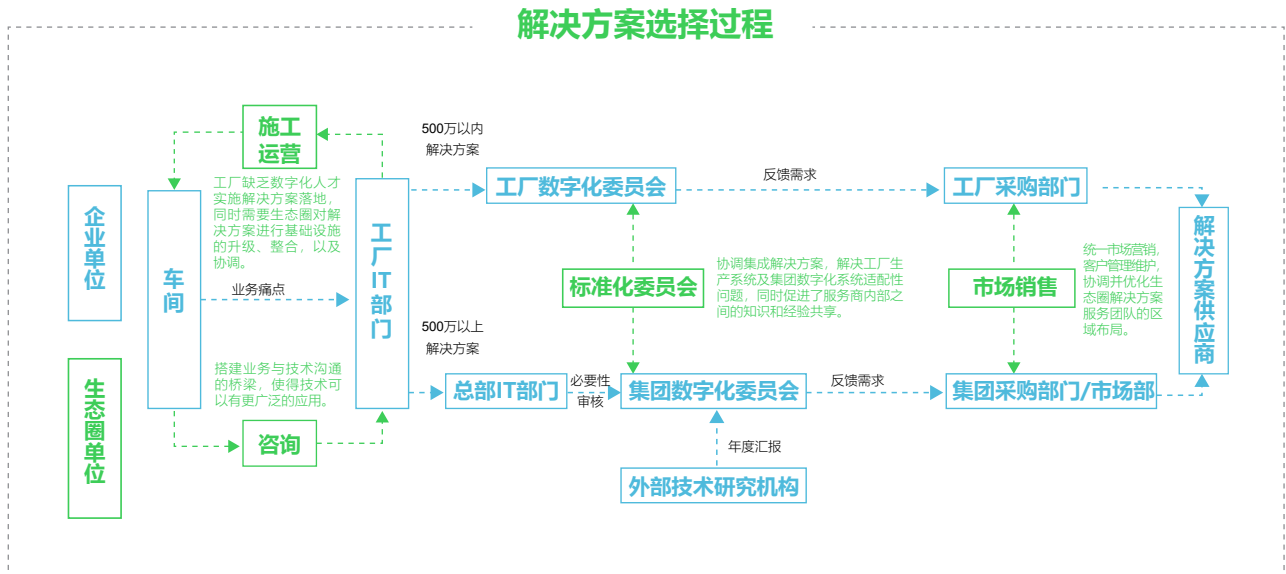 解决方案选择过程
企业单位
生态圈单位
车间
施工
运营
工厂缺乏数字化人才
实施解决方案落地,
同时需要生态圈对解
决方案进行基础设施
的升级、整合，以及
协调。
业务痛点
搭建业务与技术沟通
的桥梁，使得技术可
以有更广泛的应用。
咨询
工厂IT部门
500万以内
解决方案
500万以上
解决方案
工厂数字化委员会
反馈需求
工厂采购部门
标准化委员会
协调集成解决方案，解决工厂生
产系统及集团数字化系统适配性
问题，同时促进了服务商内部之
间的知识和经验共享。
市场销售
统一市场营销,
客户管理维护,
协调并优化生
态圈解决方案
服务团队的区
域布局。
总部IT部门
必要性
审核
集团数字化委员会
反馈需求
集团采购部门/市场部
年度汇报
外部技术研究机构
解决方案供应商